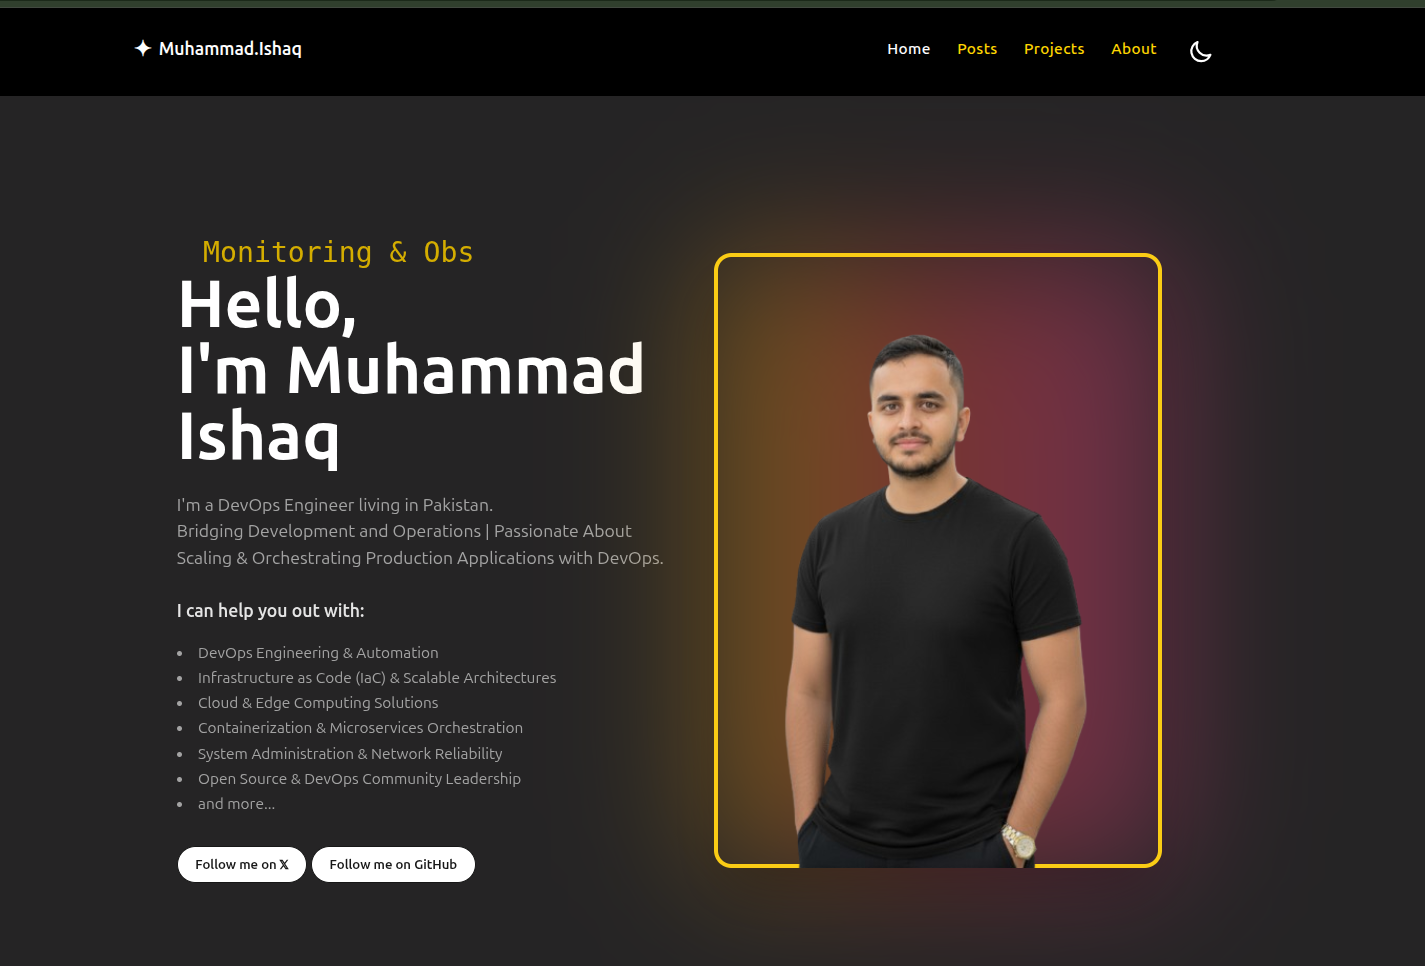 ✦ Muhammad.Ishaq
Home Posts Projects About
Monitoring & Obs
Hello,
I'm Muhammad
Ishaq
I'm a DevOps Engineer living in Pakistan.
Bridging Development and Operations | Passionate About
Scaling & Orchestrating Production Applications with DevOps.
I can help you out with:
• DevOps Engineering & Automation
• Infrastructure as Code (IaC) & Scalable Architectures
• Cloud & Edge Computing Solutions
• Containerization & Microservices Orchestration
• System Administration & Network Reliability
• Open Source & DevOps Community Leadership
• and more...
Follow me on 𝕏 Follow me on GitHub